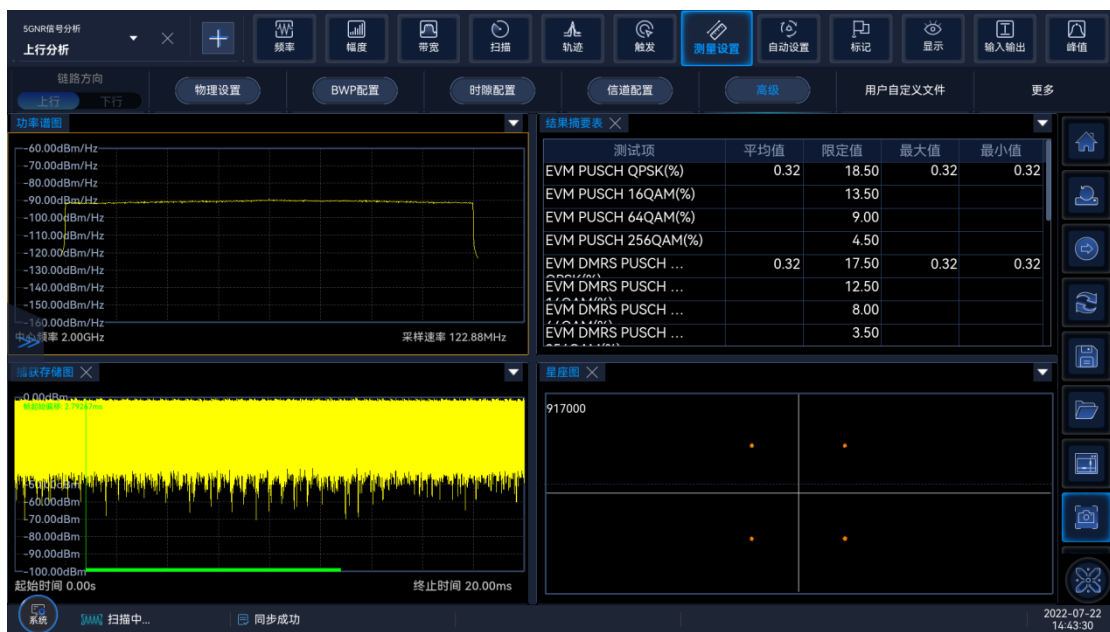 5GNR信号分析
上行分析
频率
幅度
带宽
扫描
轨迹
触发
测量设置
自动设置
标记
显示
输入输出
峰值
链路方向
上行 下行
物理设置
BWP配置
时隙配置
信道配置
高级
用户自定义文件
更多
功率谱图
-60.00dBm/Hz
-70.00dBm/Hz
-80.00dBm/Hz
-90.00dBm/Hz
-100.00dBm/Hz
-110.00dBm/Hz
-120.00dBm/Hz
-130.00dBm/Hz
-140.00dBm/Hz
-150.00dBm/Hz
-160.00dBm/Hz
中心频率 2.00GHz 采样速率 122.88MHz
结果摘要表
测试项 平均值 限定值 最大值 最小值
EVM PUSCH QPSK(%) 0.32 18.50 0.32 0.32
EVM PUSCH 16QAM(%) 13.50
EVM PUSCH 64QAM(%) 9.00
EVM PUSCH 256QAM(%) 4.50
EVM DMRS PUSCH ... 0.32 17.50 0.32 0.32
EVM DMRS PUSCH ... 12.50
EVM DMRS PUSCH ... 8.00
EVM DMRS PUSCH ... 3.50
捕获存储图
0.00dBm
帧起始偏移: 2.79267ms
-60.00dBm
-70.00dBm
-80.00dBm
-90.00dBm
-100.00dBm
起始时间 0.00s 终止时间 20.00ms
星座图
917000
系统
扫描中...
同步成功
2022-07-22
14:43:30